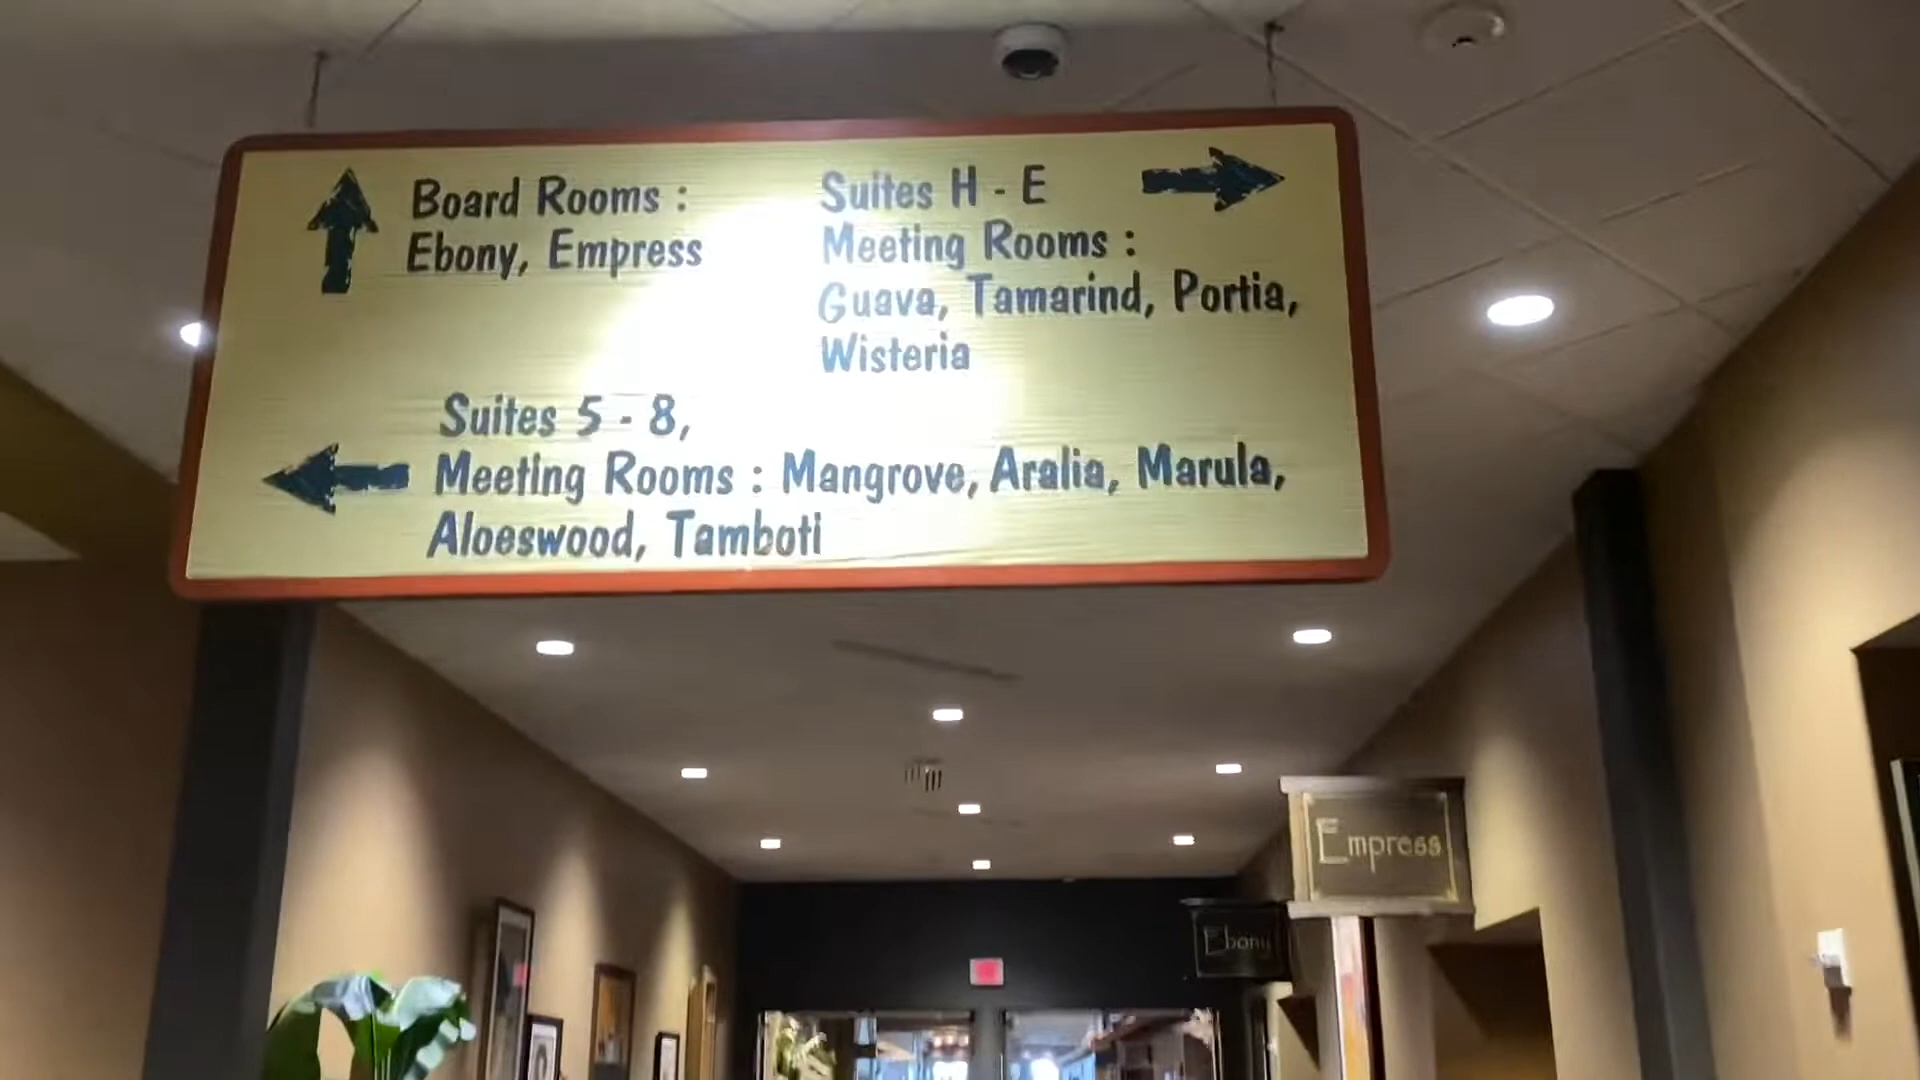 Board Rooms :
Ebony, Empress
Suites H - E
Meeting Rooms :
Guava, Tamarind, Portia,
Wisteria
Suites 5 - 8,
Meeting Rooms : Mangrove, Aralia, Marula,
Aloeswood, Tamboti
Empress
Ebony